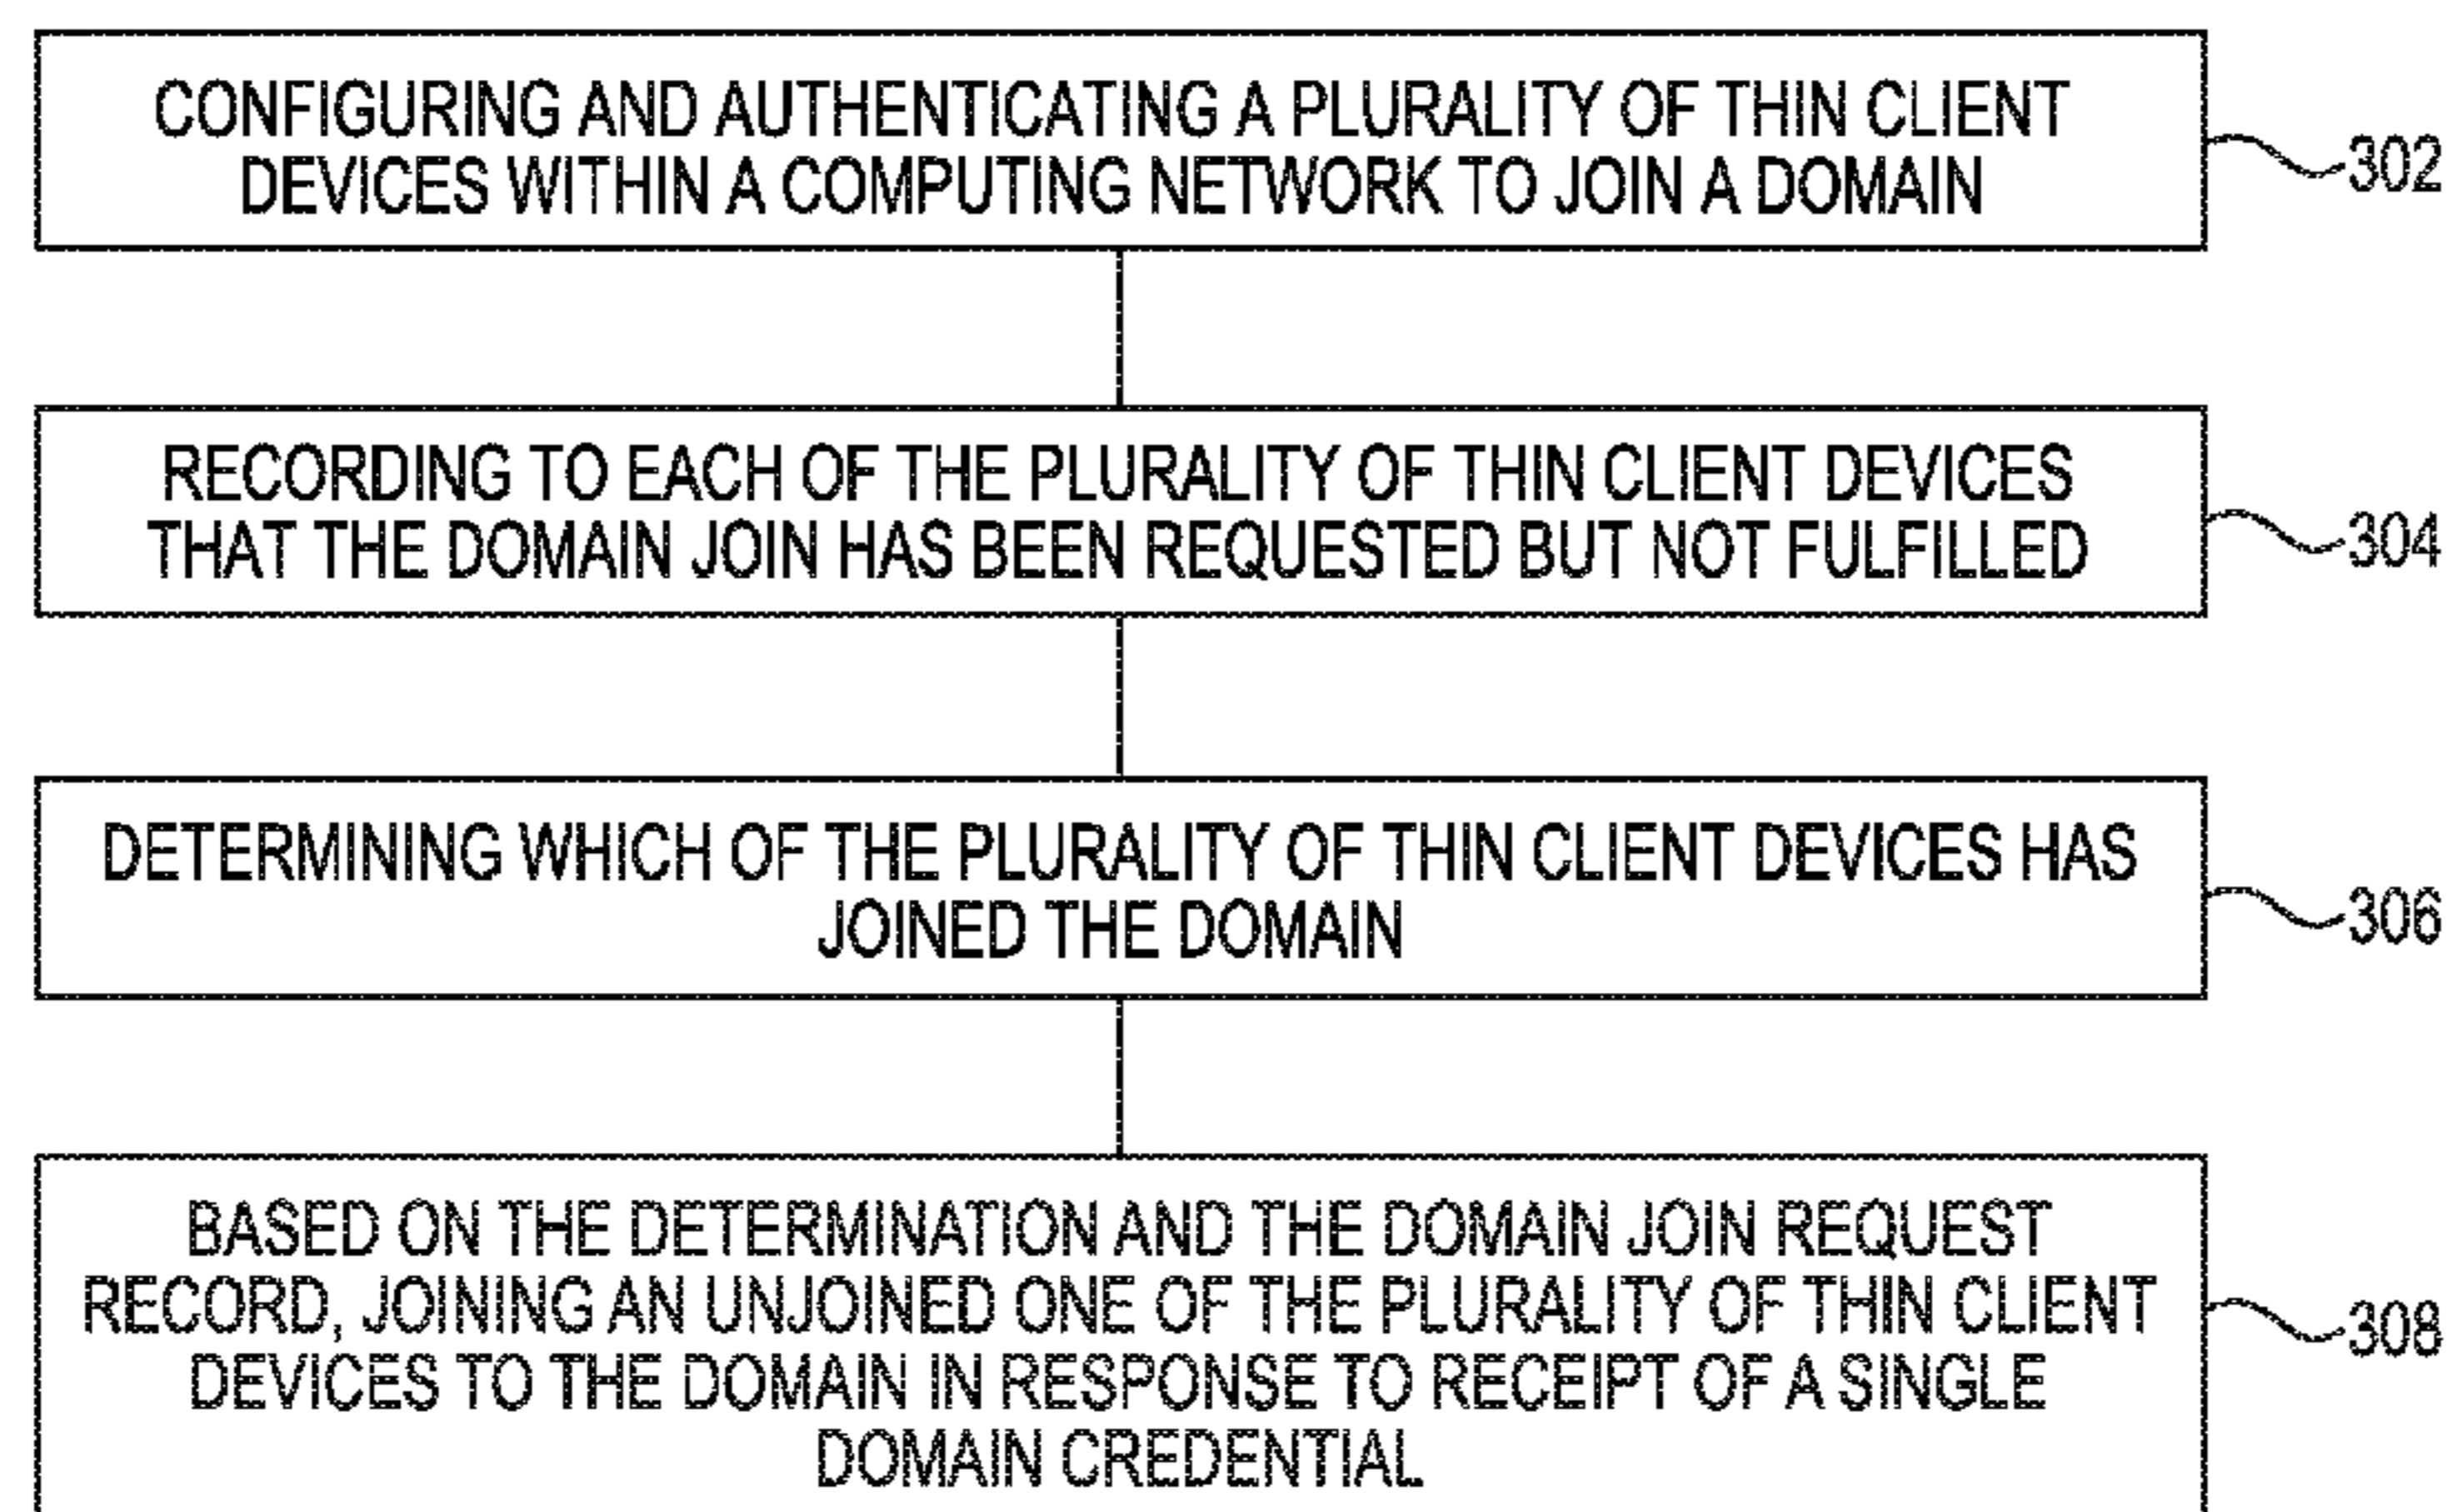 CONFIGURING AND AUTHENTICATING A PLURALITY OF THIN CLIENT
DEVICES WITHIN A COMPUTING NETWORK TO JOIN A DOMAIN
302
RECORDING TO EACH OF THE PLURALITY OF THIN CLIENT DEVICES
THAT THE DOMAIN JOIN HAS BEEN REQUESTED BUT NOT FULFILLED
304
DETERMINING WHICH OF THE PLURALITY OF THIN CLIENT DEVICES HAS
JOINED THE DOMAIN
306
BASED ON THE DETERMINATION AND THE DOMAIN JOIN REQUEST
RECORD, JOINING AN UNJOINED ONE OF THE PLURALITY OF THIN CLIENT
DEVICES TO THE DOMAIN IN RESPONSE TO RECEIPT OF A SINGLE
DOMAIN CREDENTIAL
308